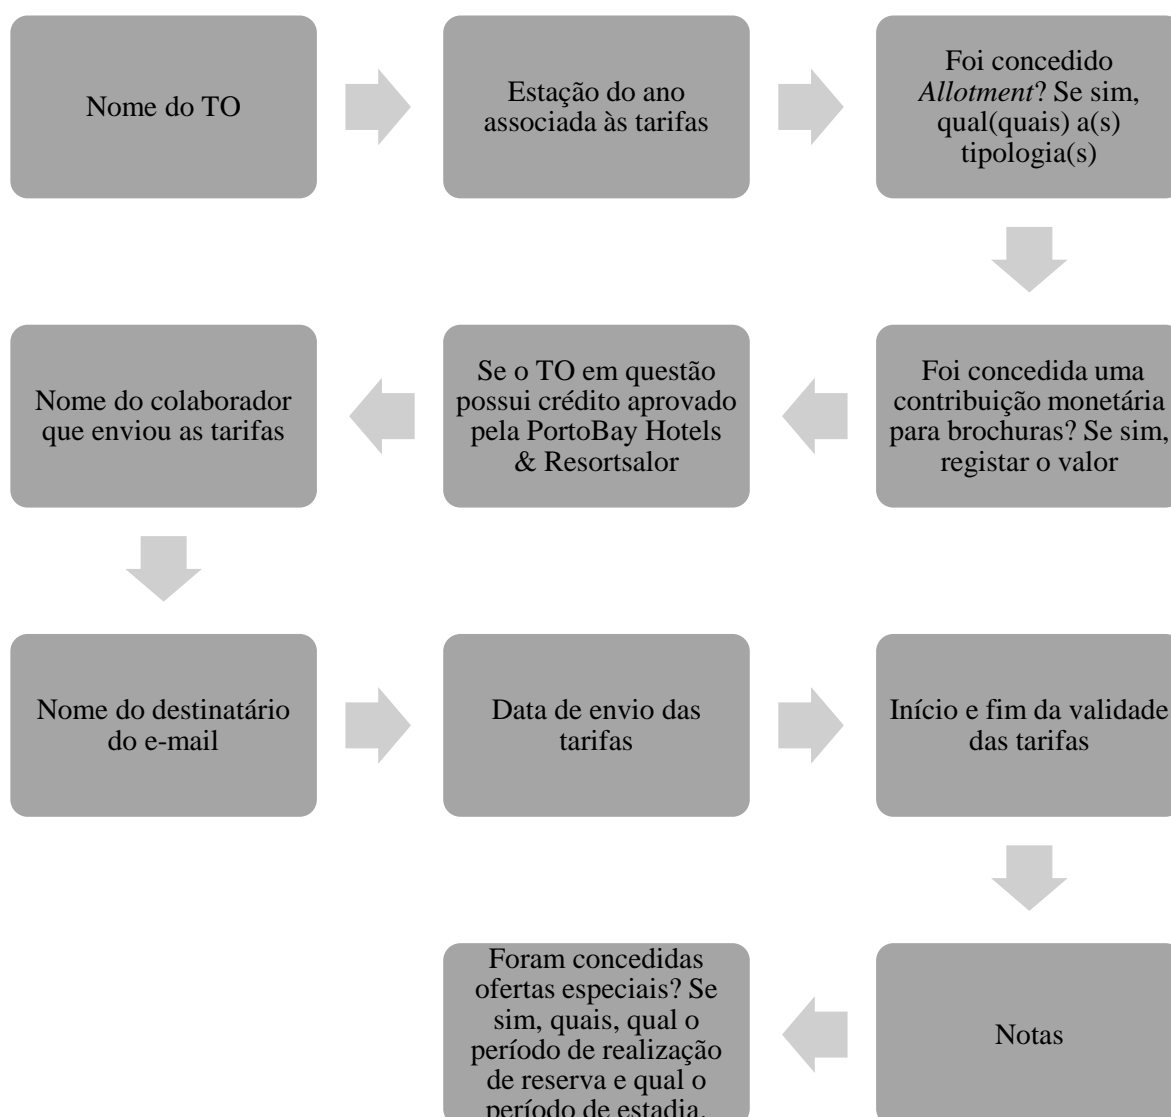 Nome do TO
Estação do ano
associada às tarifas
Foi concedido
Allotment? Se sim,
qual(quais) a(s)
tipologia(s)
Foi concedida uma
contribuição monetária
para brochuras? Se sim,
registar o valor
Se o TO em questão
possui crédito aprovado
pela PortoBay Hotels
& Resortsalor
Nome do colaborador
que enviou as tarifas
Nome do destinatário
do e-mail
Data de envio das
tarifas
Início e fim da validade
das tarifas
Notas
Foram concedidas
ofertas especiais? Se
sim, quais, qual o
período de realização
de reserva e qual o
período de estadia.